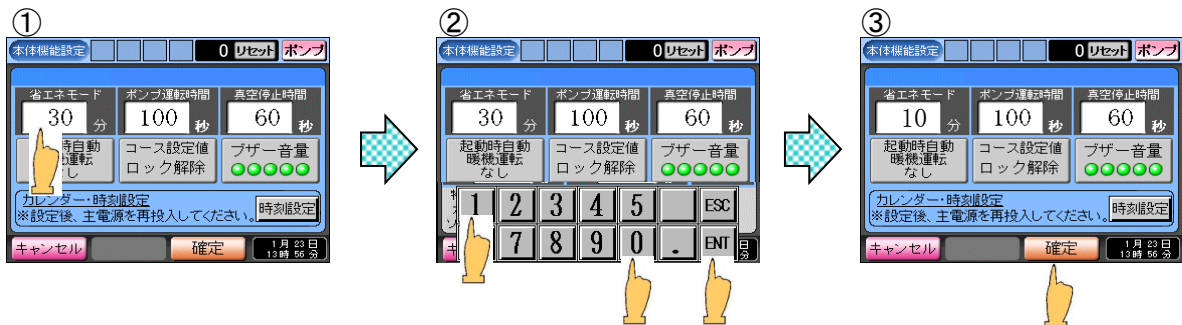 ①
本体機能設定 0 リセット ポンプ
省エネモード ポンプ運転時間 真空停止時間
30 分 100 秒 60 秒
時自動 コース設定値 ブザー音量
運転 ロック解除
なし
カレンダー・時刻設定
※設定後、主電源を再投入してください。 時刻設定
キャンセル 確定 1月 23日
13時 56分
②
本体機能設定 0 リセット ポンプ
省エネモード ポンプ運転時間 真空停止時間
30 分 100 秒 60 秒
起動時自動 コース設定値 ブザー音量
暖機運転 ロック解除
なし
1 2 3 4 5 ESC
7 8 9 0 . ENT
日
分
③
本体機能設定 0 リセット ポンプ
省エネモード ポンプ運転時間 真空停止時間
10 分 100 秒 60 秒
起動時自動 コース設定値 ブザー音量
暖機運転 ロック解除
なし
カレンダー・時刻設定
※設定後、主電源を再投入してください。 時刻設定
キャンセル 確定 1月 23日
13時 56分